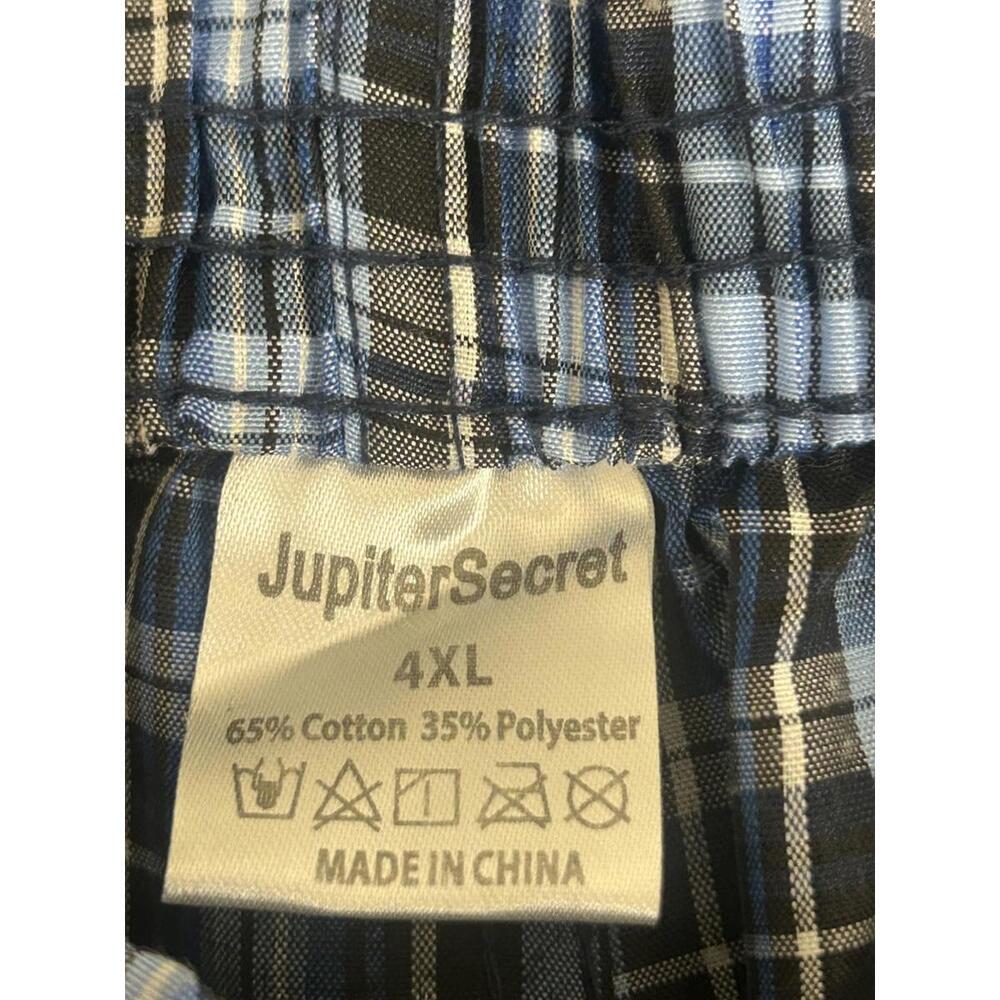 JupiterSecret
4XL
65% Cotton 35% Polyester
MADE IN CHINA